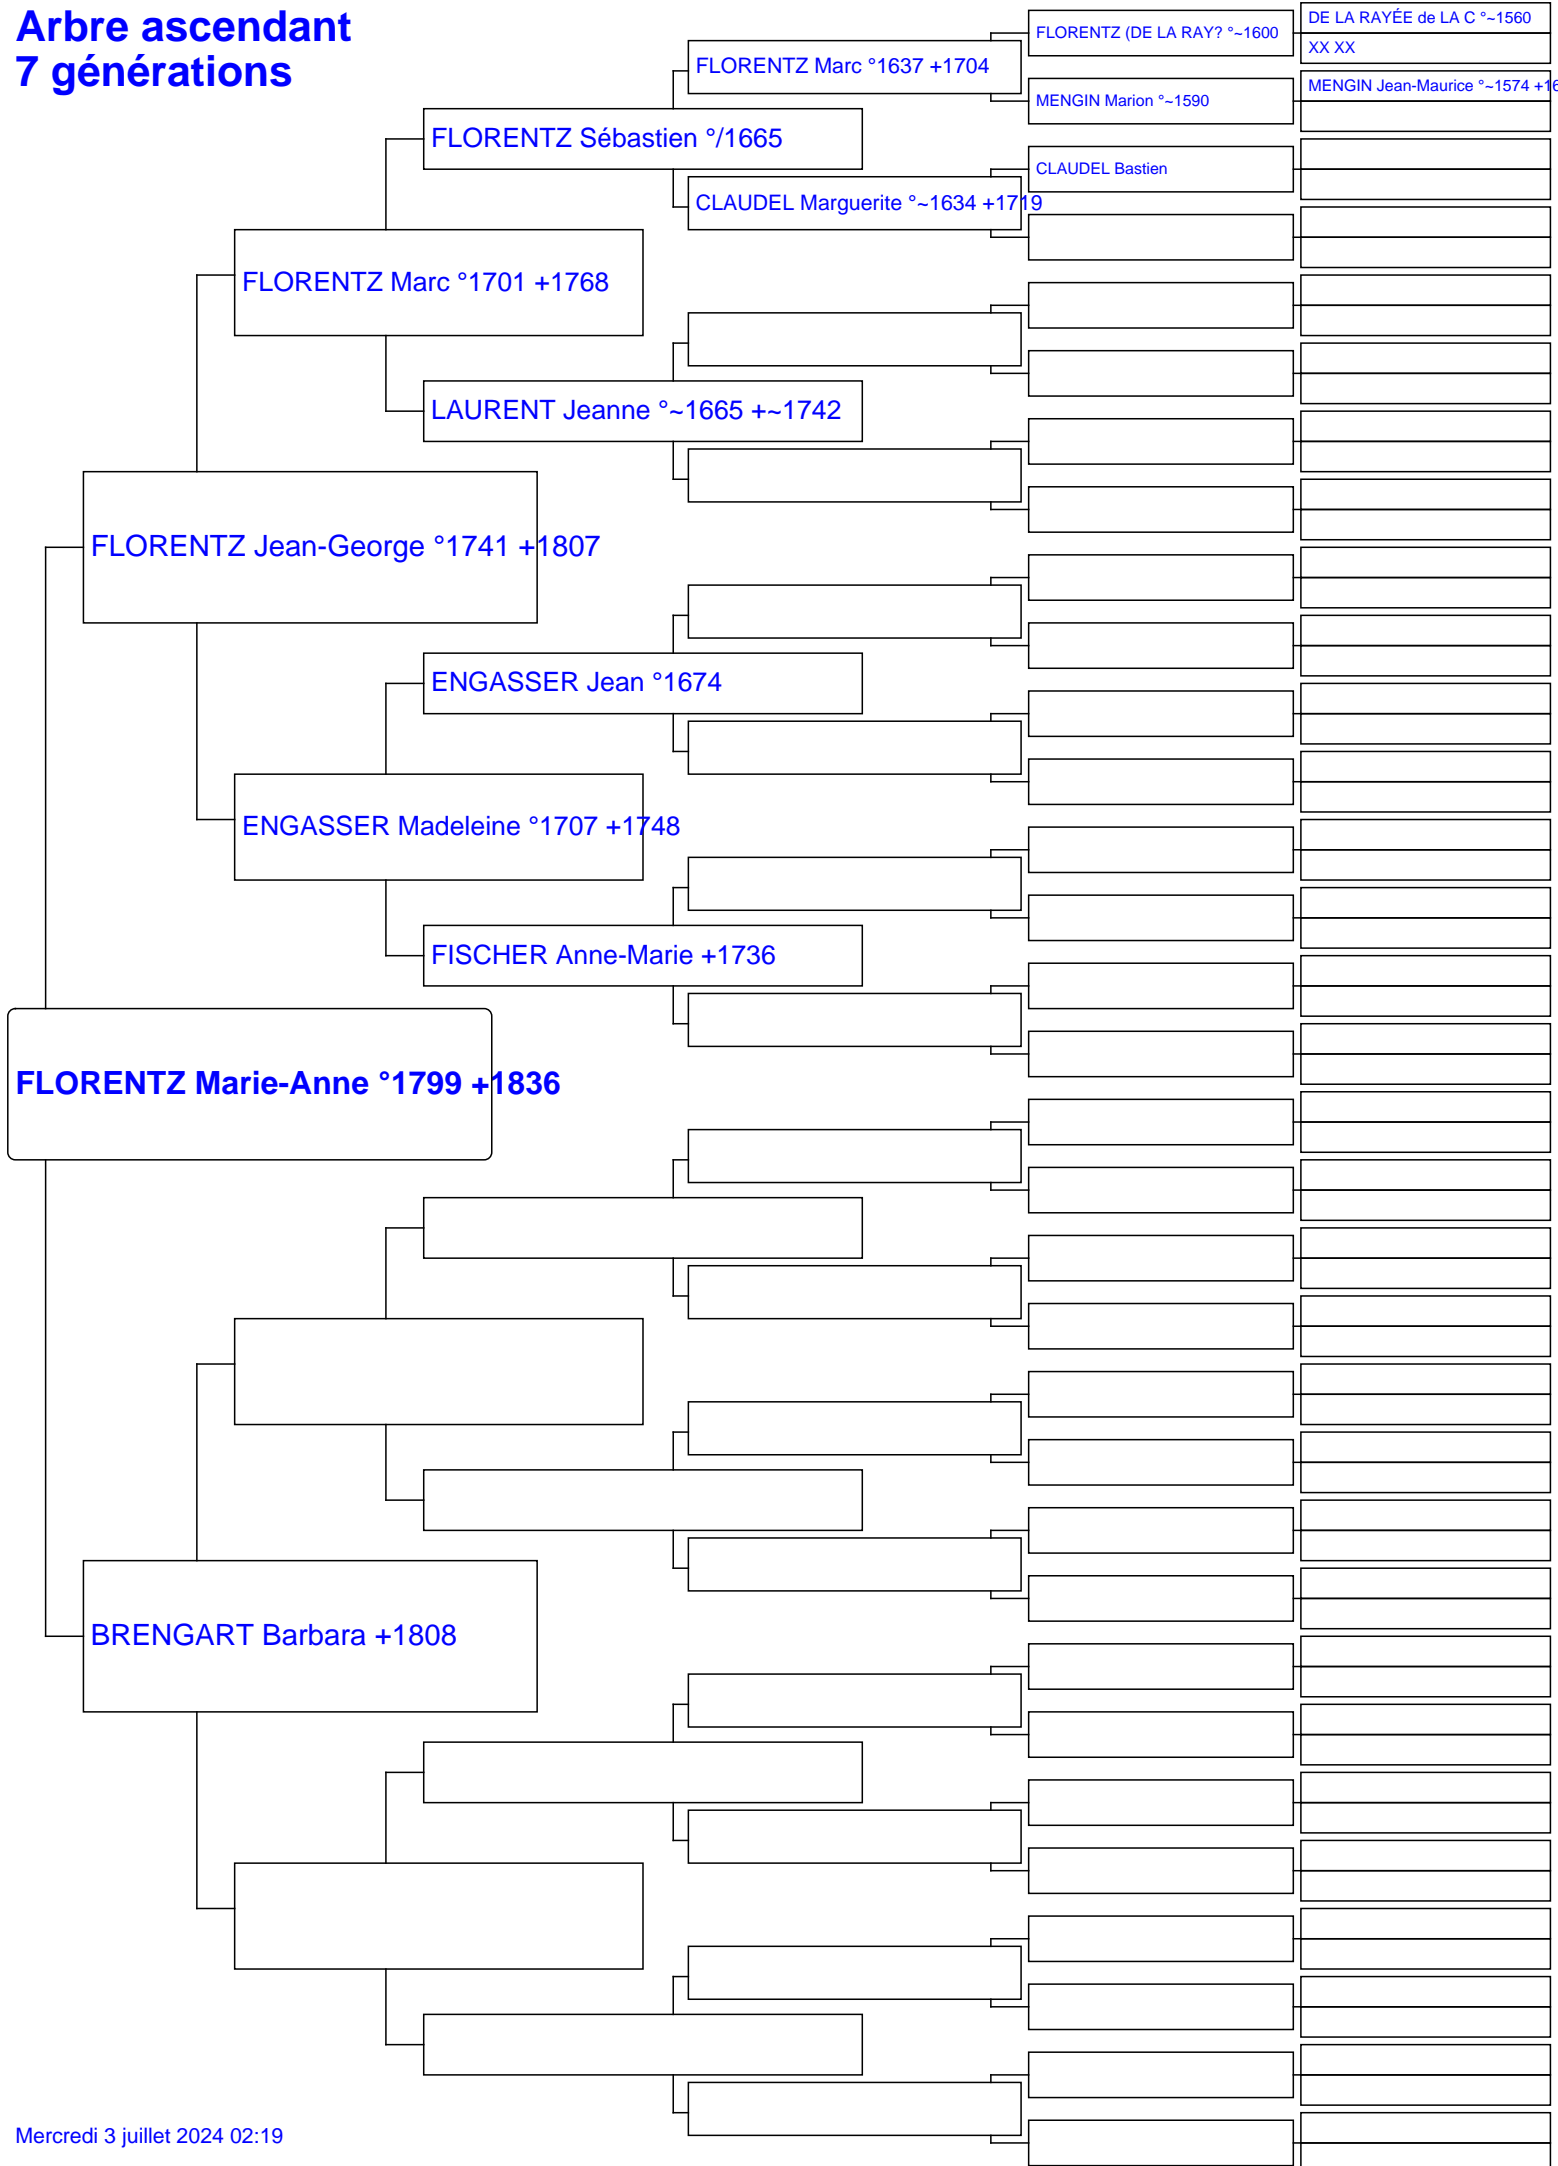 Arbre ascendant
7 générations
FLORENTZ (DE LA RAY? °~1600
DE LA RAYÉE de LA C °~1560
XX XX
FLORENTZ Marc °1637 +1704
MENGIN Marion °~1590
MENGIN Jean-Maurice °~1574 +16
FLORENTZ Sébastien °/1665
CLAUDEL Bastien
CLAUDEL Marguerite °~1634 +1719
FLORENTZ Marc °1701 +1768
LAURENT Jeanne °~1665 +~1742
FLORENTZ Jean-George °1741 +1807
ENGASSER Jean °1674
ENGASSER Madeleine °1707 +1748
FISCHER Anne-Marie +1736
FLORENTZ Marie-Anne °1799 +1836
BRENGART Barbara +1808
Mercredi 3 juillet 2024 02:19